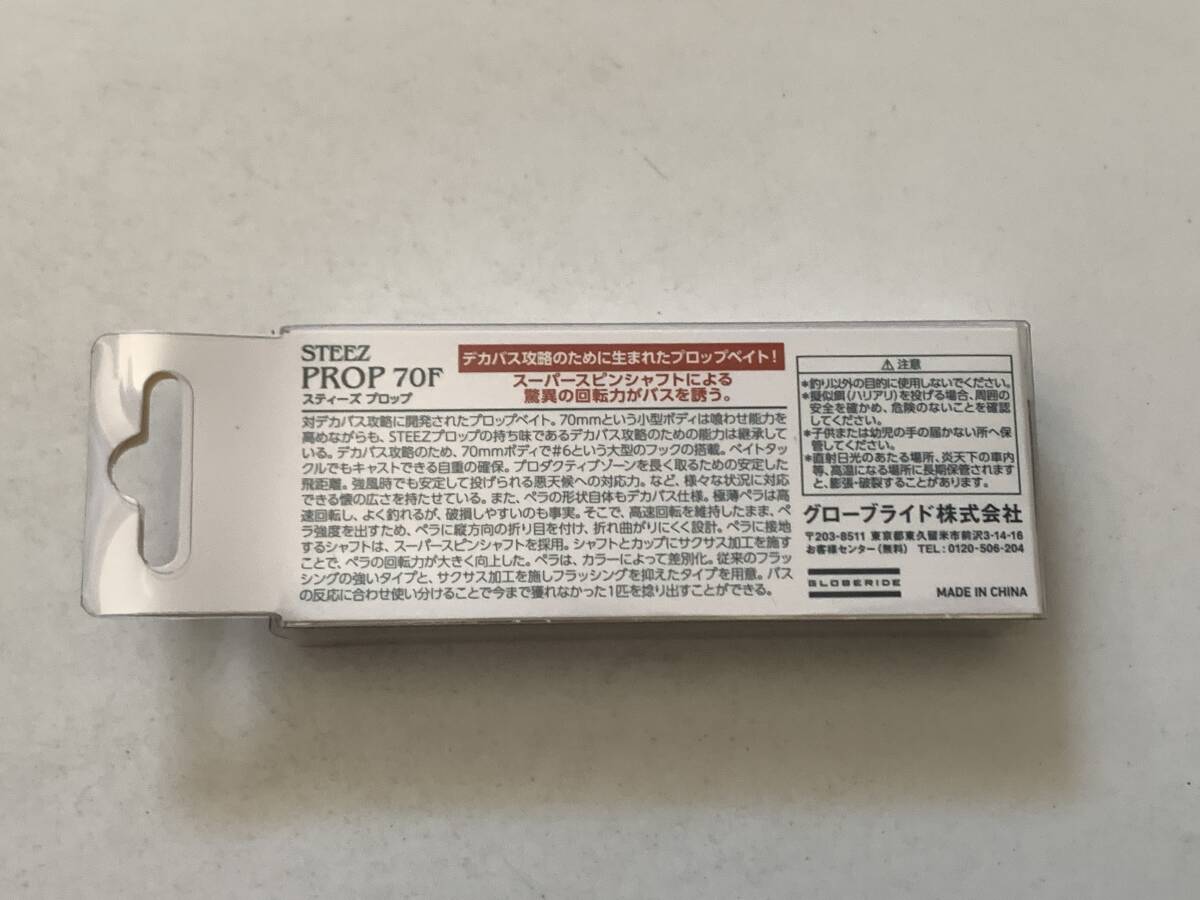 STEEZ
PROP 70F
スティーズ プロップ
デカバス攻略のために生まれたプロップベイト!
スーパースピンシャフトによる
驚異の回転力がバスを誘う。
対デカバス攻略に開発されたプロップベイト。70mmという小型ボディは喰わせ能力を
高めながらも、STEEZプロップの持ち味であるデカバス攻略のための能力は継承して
いる。デカバス攻略のため、70mmボディで#6という大型のフックの搭載。ベイトタッ
クルでもキャストできる自重の確保。プロダクティブゾーンを長く取るための安定した
飛距離。強風時でも安定して投げられる悪天候への対応力。など、様々な状況に対応
できる懐の広さを持たせている。また、ペラの形状自体もデカバス仕様。極薄ペラは高
速回転し、よく釣れるが、破損しやすいのも事実。そこで、高速回転を維持したまま、ペ
ラ強度を出すため、ペラに縦方向の折り目を付け、折れ曲がりにくく設計。ペラに接地
するシャフトは、スーパースピンシャフトを採用。シャフトとカップにサクサス加工を施す
ことで、ペラの回転力が大きく向上した。ペラは、カラーによって差別化。従来のフラッ
シングの強いタイプと、サクサス加工を施しフラッシングを抑えたタイプを用意。バス
の反応に合わせ使い分けることで今まで獲れなかった1匹を捻り出すことができる。
⚠注意
*釣り以外の目的に使用しないでください。
*擬似餌(ハリアリ)を投げる場合、周囲の
安全を確かめ、危険のないことを確認
してください。
*子供または幼児の手の届かない所へ保
管してください。
*直射日光のあたる場所、炎天下の車内
等、高温になる場所に長期保管されます
と、膨張・破裂することがあります。
グローブライド株式会社
〒203-8511 東京都東久留米市前沢3-14-16
お客様センター(無料) TEL:0120-506-204
GLOBERIDE
MADE IN CHINA